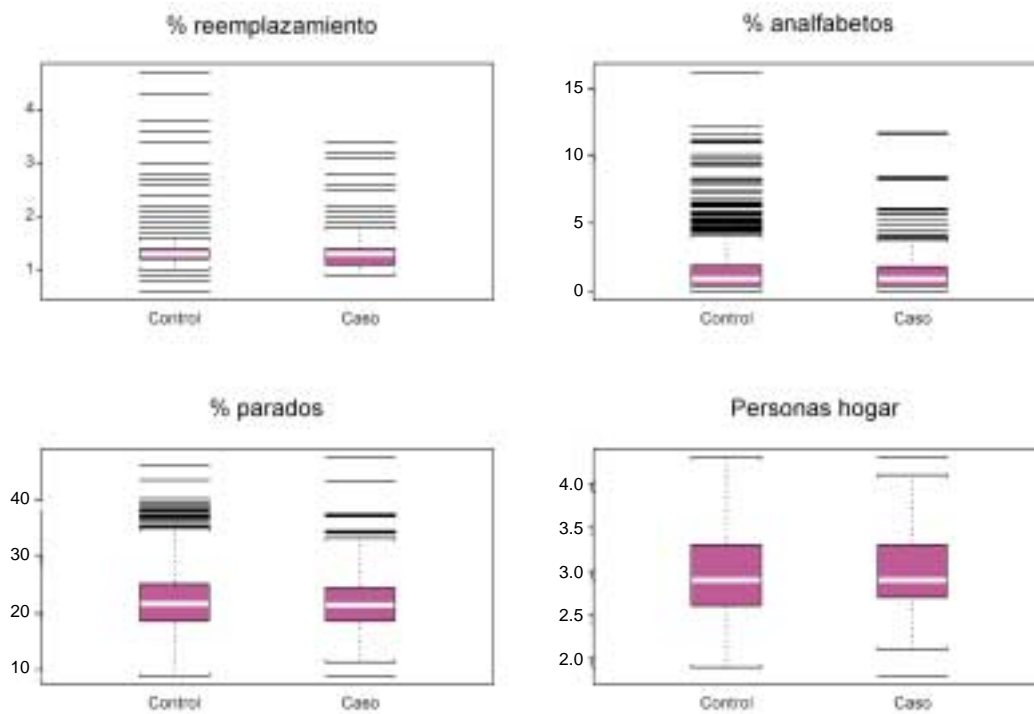 % reemplazamiento
4
3
2
1
Control Caso
% analfabetos
15
10
5
0
Control Caso
% parados
40
30
20
10
Control Caso
Personas hogar
4.0
3.5
3.0
2.5
2.0
Control Caso